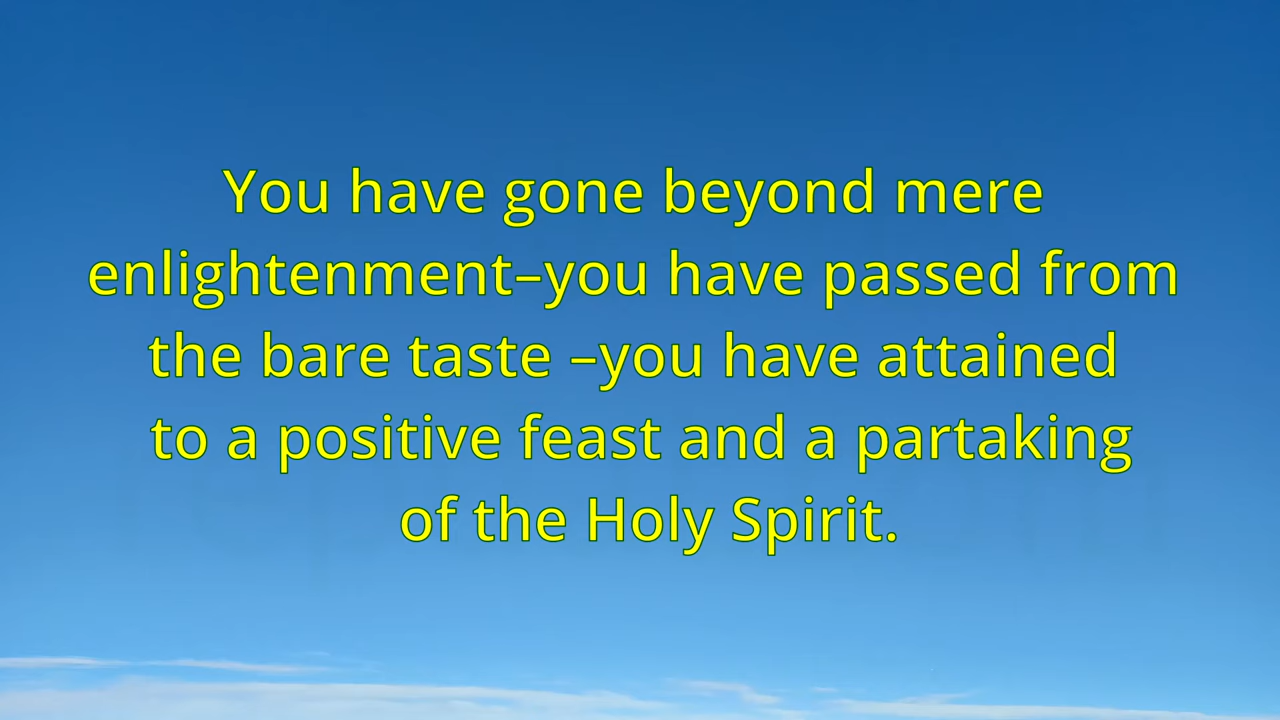 You have gone beyond mere
enlightenment–you have passed from
the bare taste –you have attained
to a positive feast and a partaking
of the Holy Spirit.